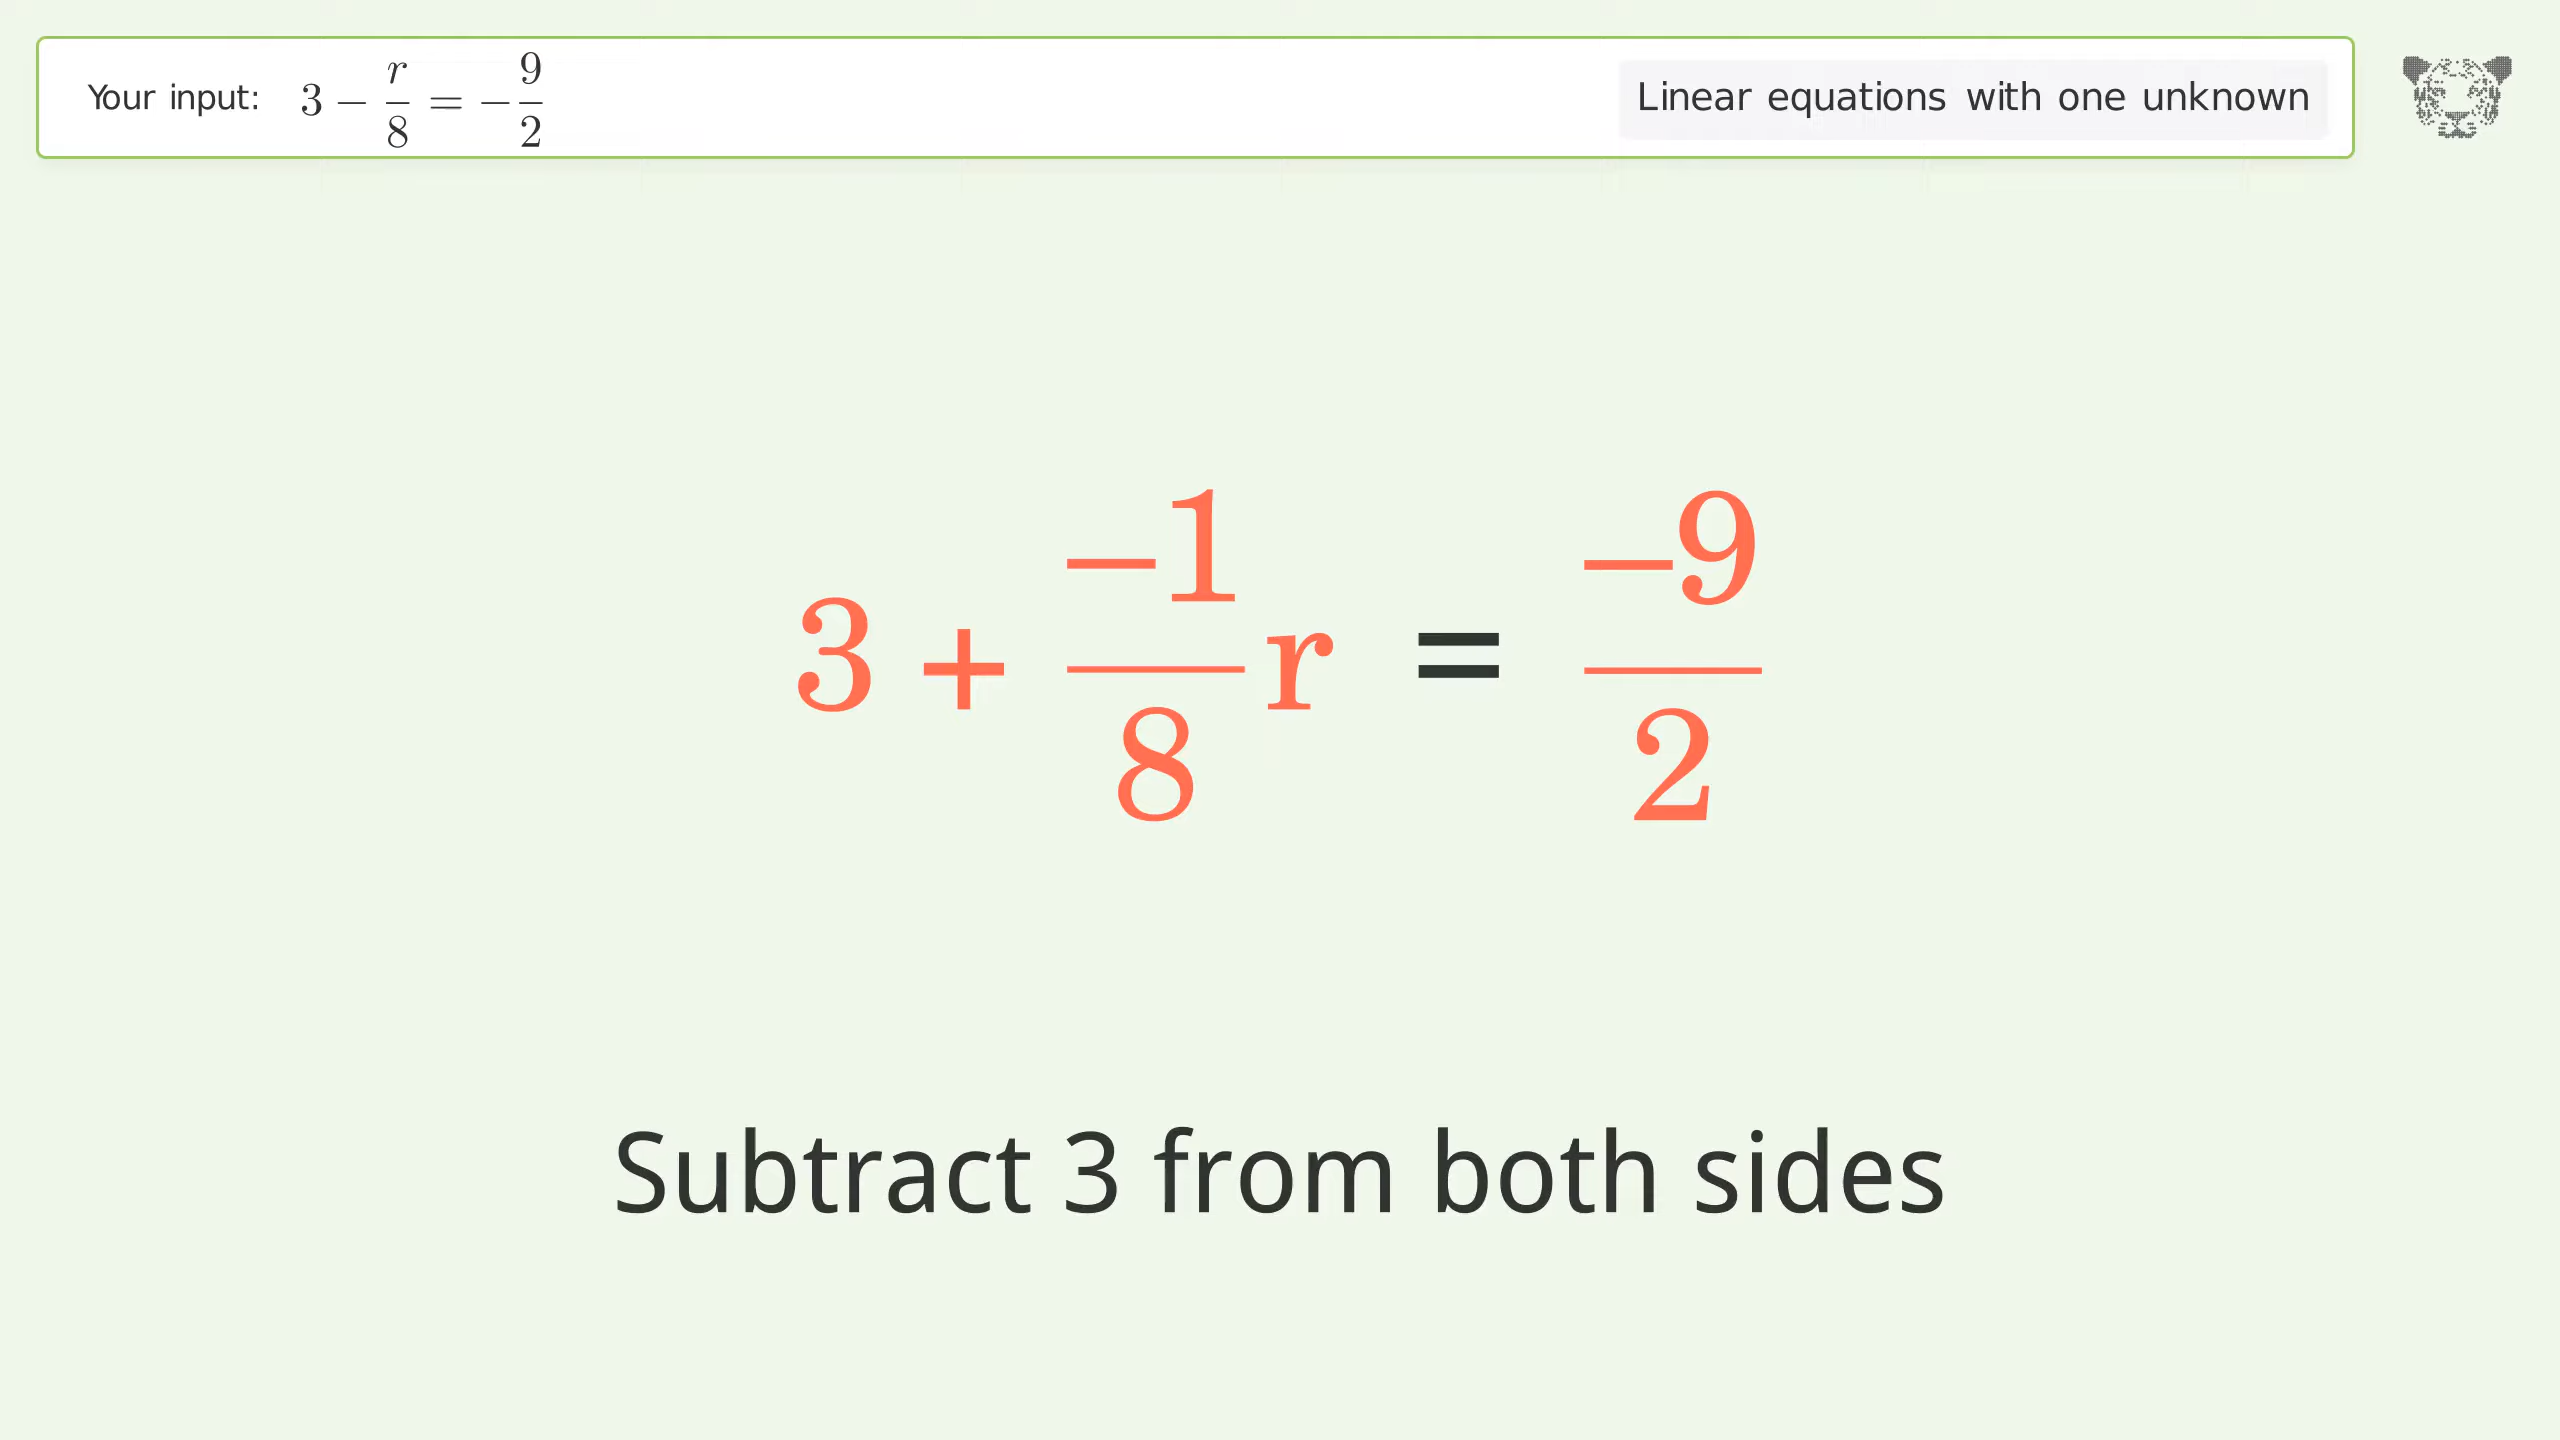 Your input: 3 − r/8 = −9/2
Linear equations with one unknown
3 + −1/8 r = −9/2
Subtract 3 from both sides